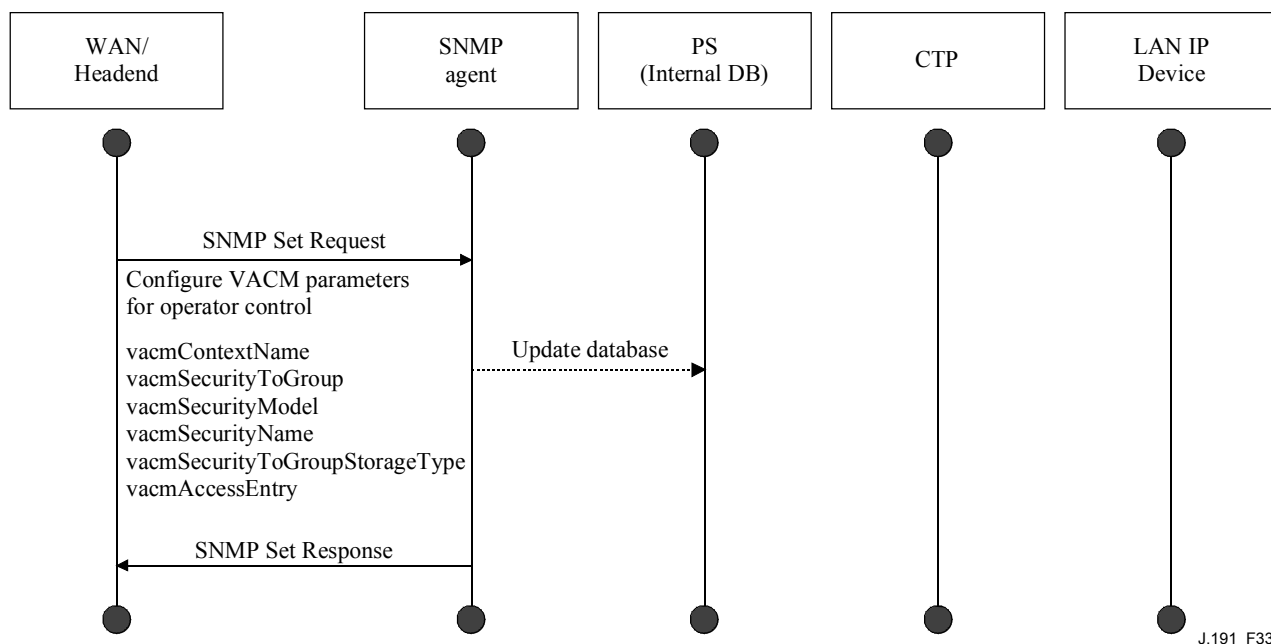 WAN/
Headend
SNMP
agent
PS
(Internal DB)
CTP
LAN IP
Device
SNMP Set Request
Configure VACM parameters
for operator control
vacmContextName
vacmSecurityToGroup
vacmSecurityModel
vacmSecurityName
vacmSecurityToGroupStorageType
vacmAccessEntry
Update database
SNMP Set Response
J.191_F33